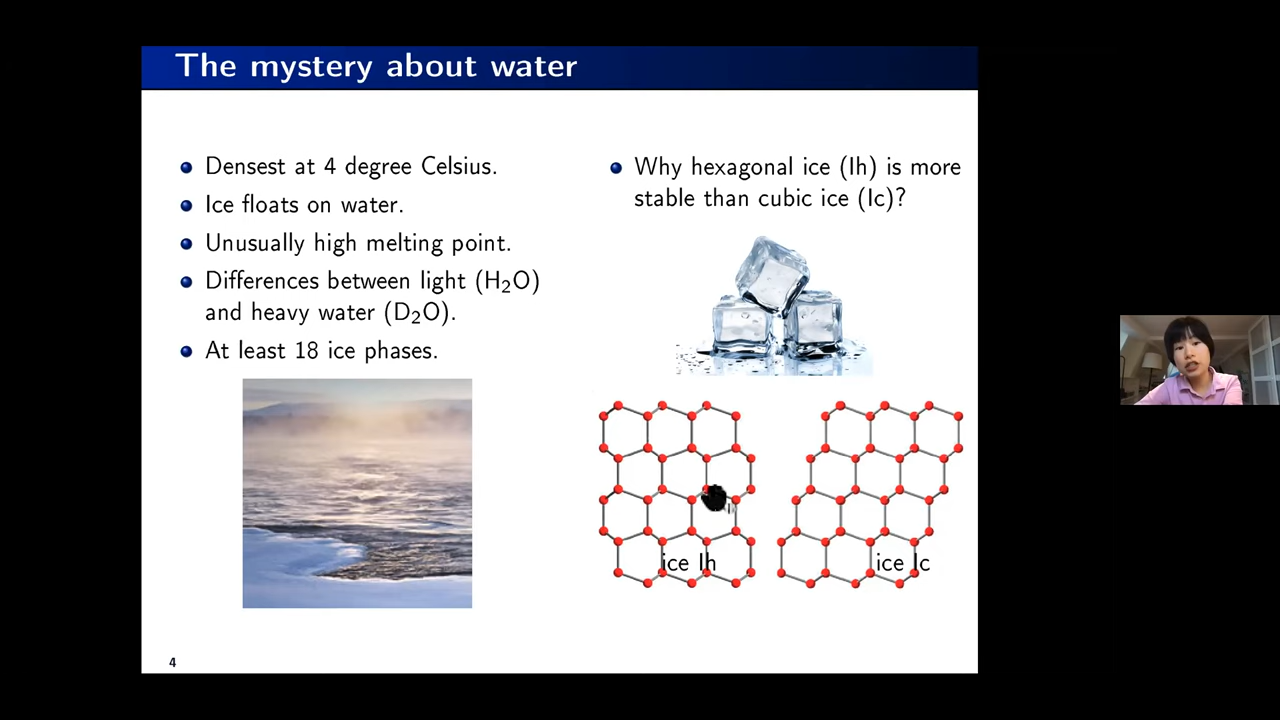 The mystery about water
Densest at 4 degree Celsius.
Ice floats on water.
Unusually high melting point.
Differences between light (H₂O)
and heavy water (D₂O).
At least 18 ice phases.
Why hexagonal ice (Ih) is more
stable than cubic ice (Ic)?
ice Ih
ice Ic
4